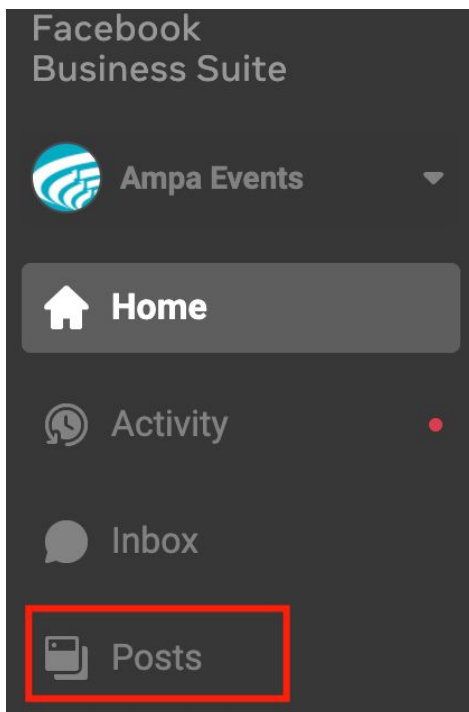 Facebook
Business Suite
Ampa Events
Home
Activity
Inbox
Posts